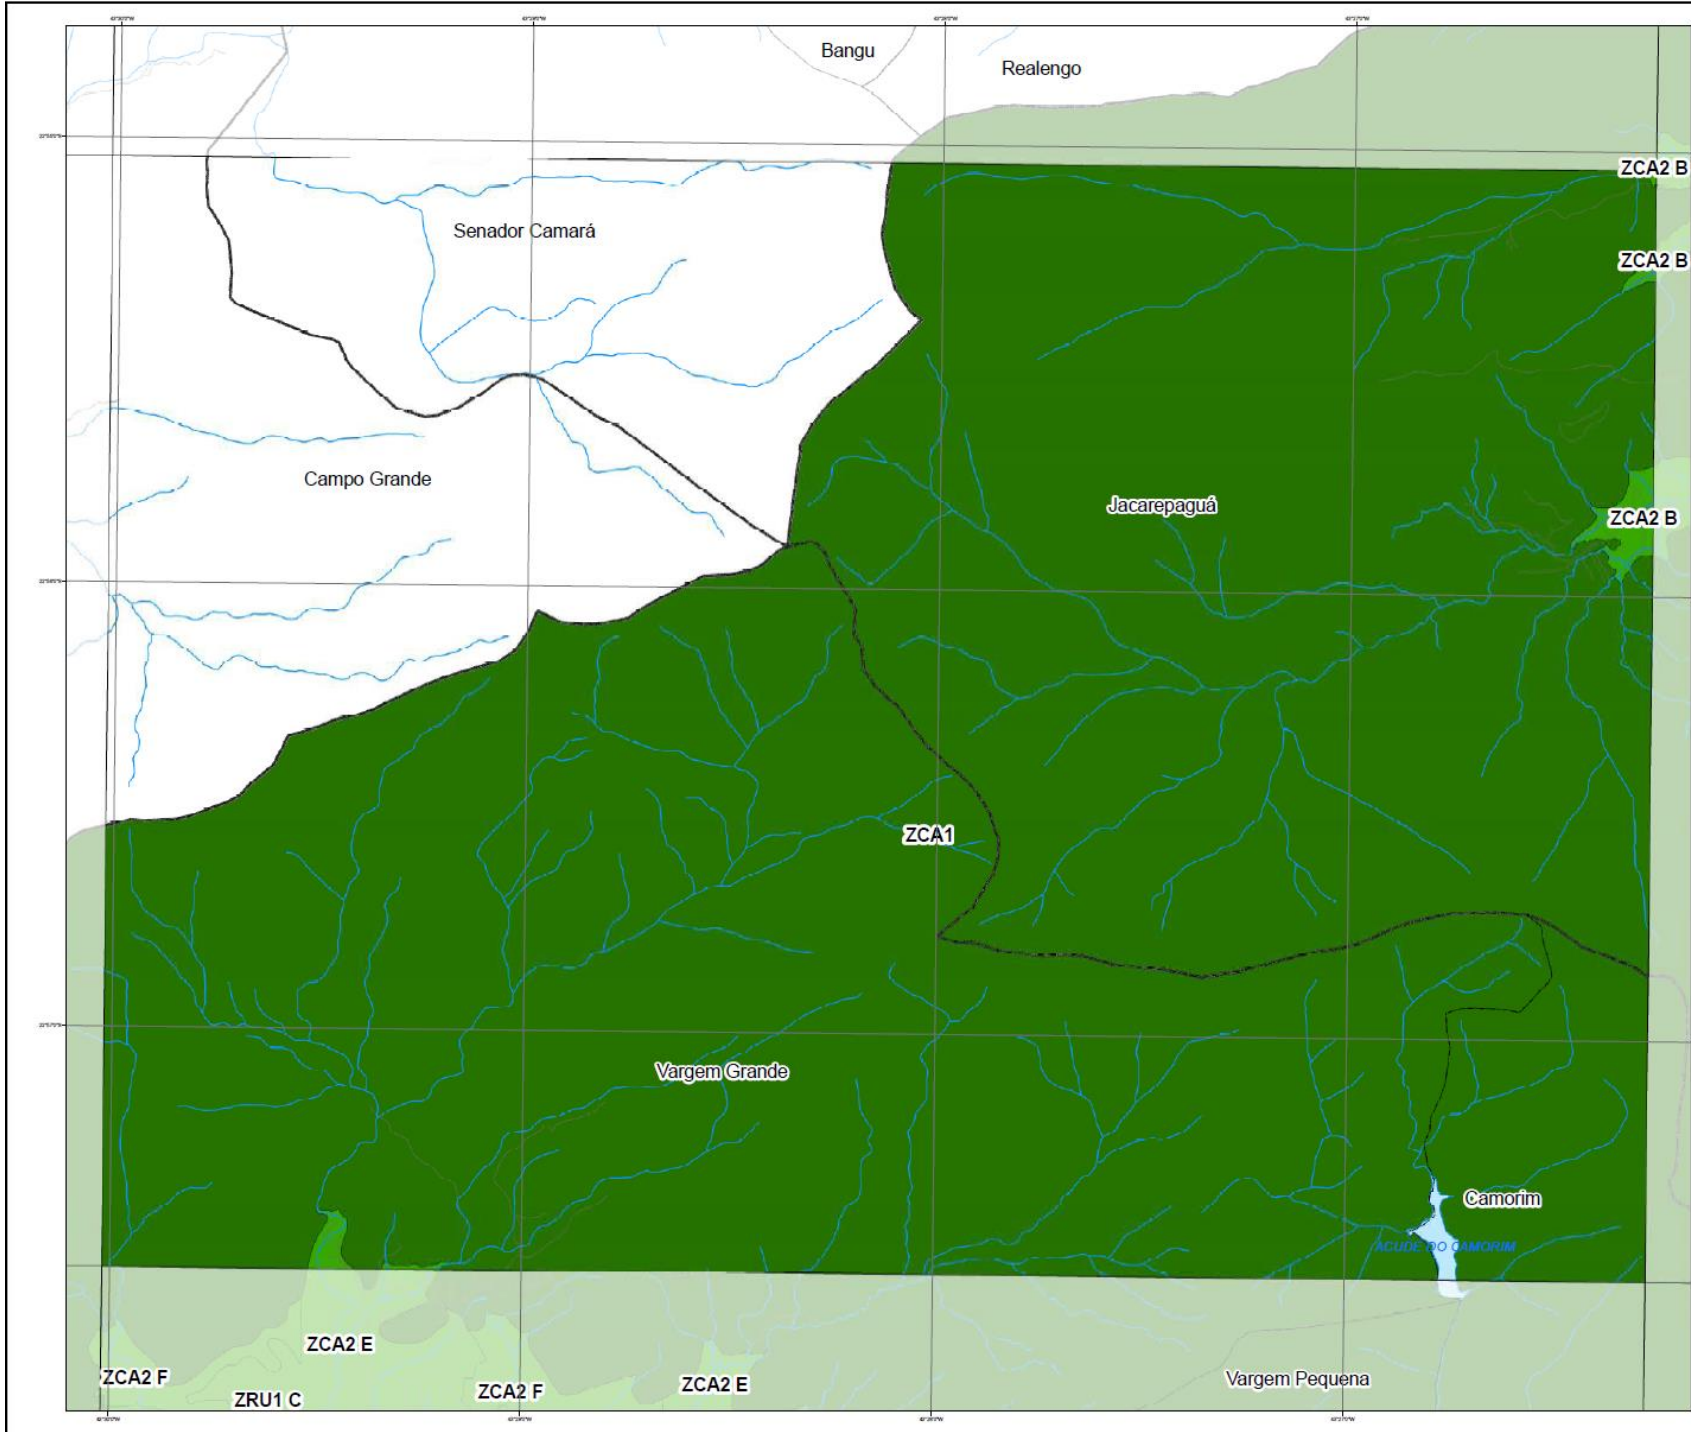 Bangu
Realengo
ZCA2 B
Senador Camará
ZCA2 B
Campo Grande
Jacarepaguá
ZCA2 B
ZCA1
Vargem Grande
Camorim
ACUDE DO CAMORIM
ZCA2 E
ZCA2 F
ZRU1 C
ZCA2 F
ZCA2 E
Vargem Pequena